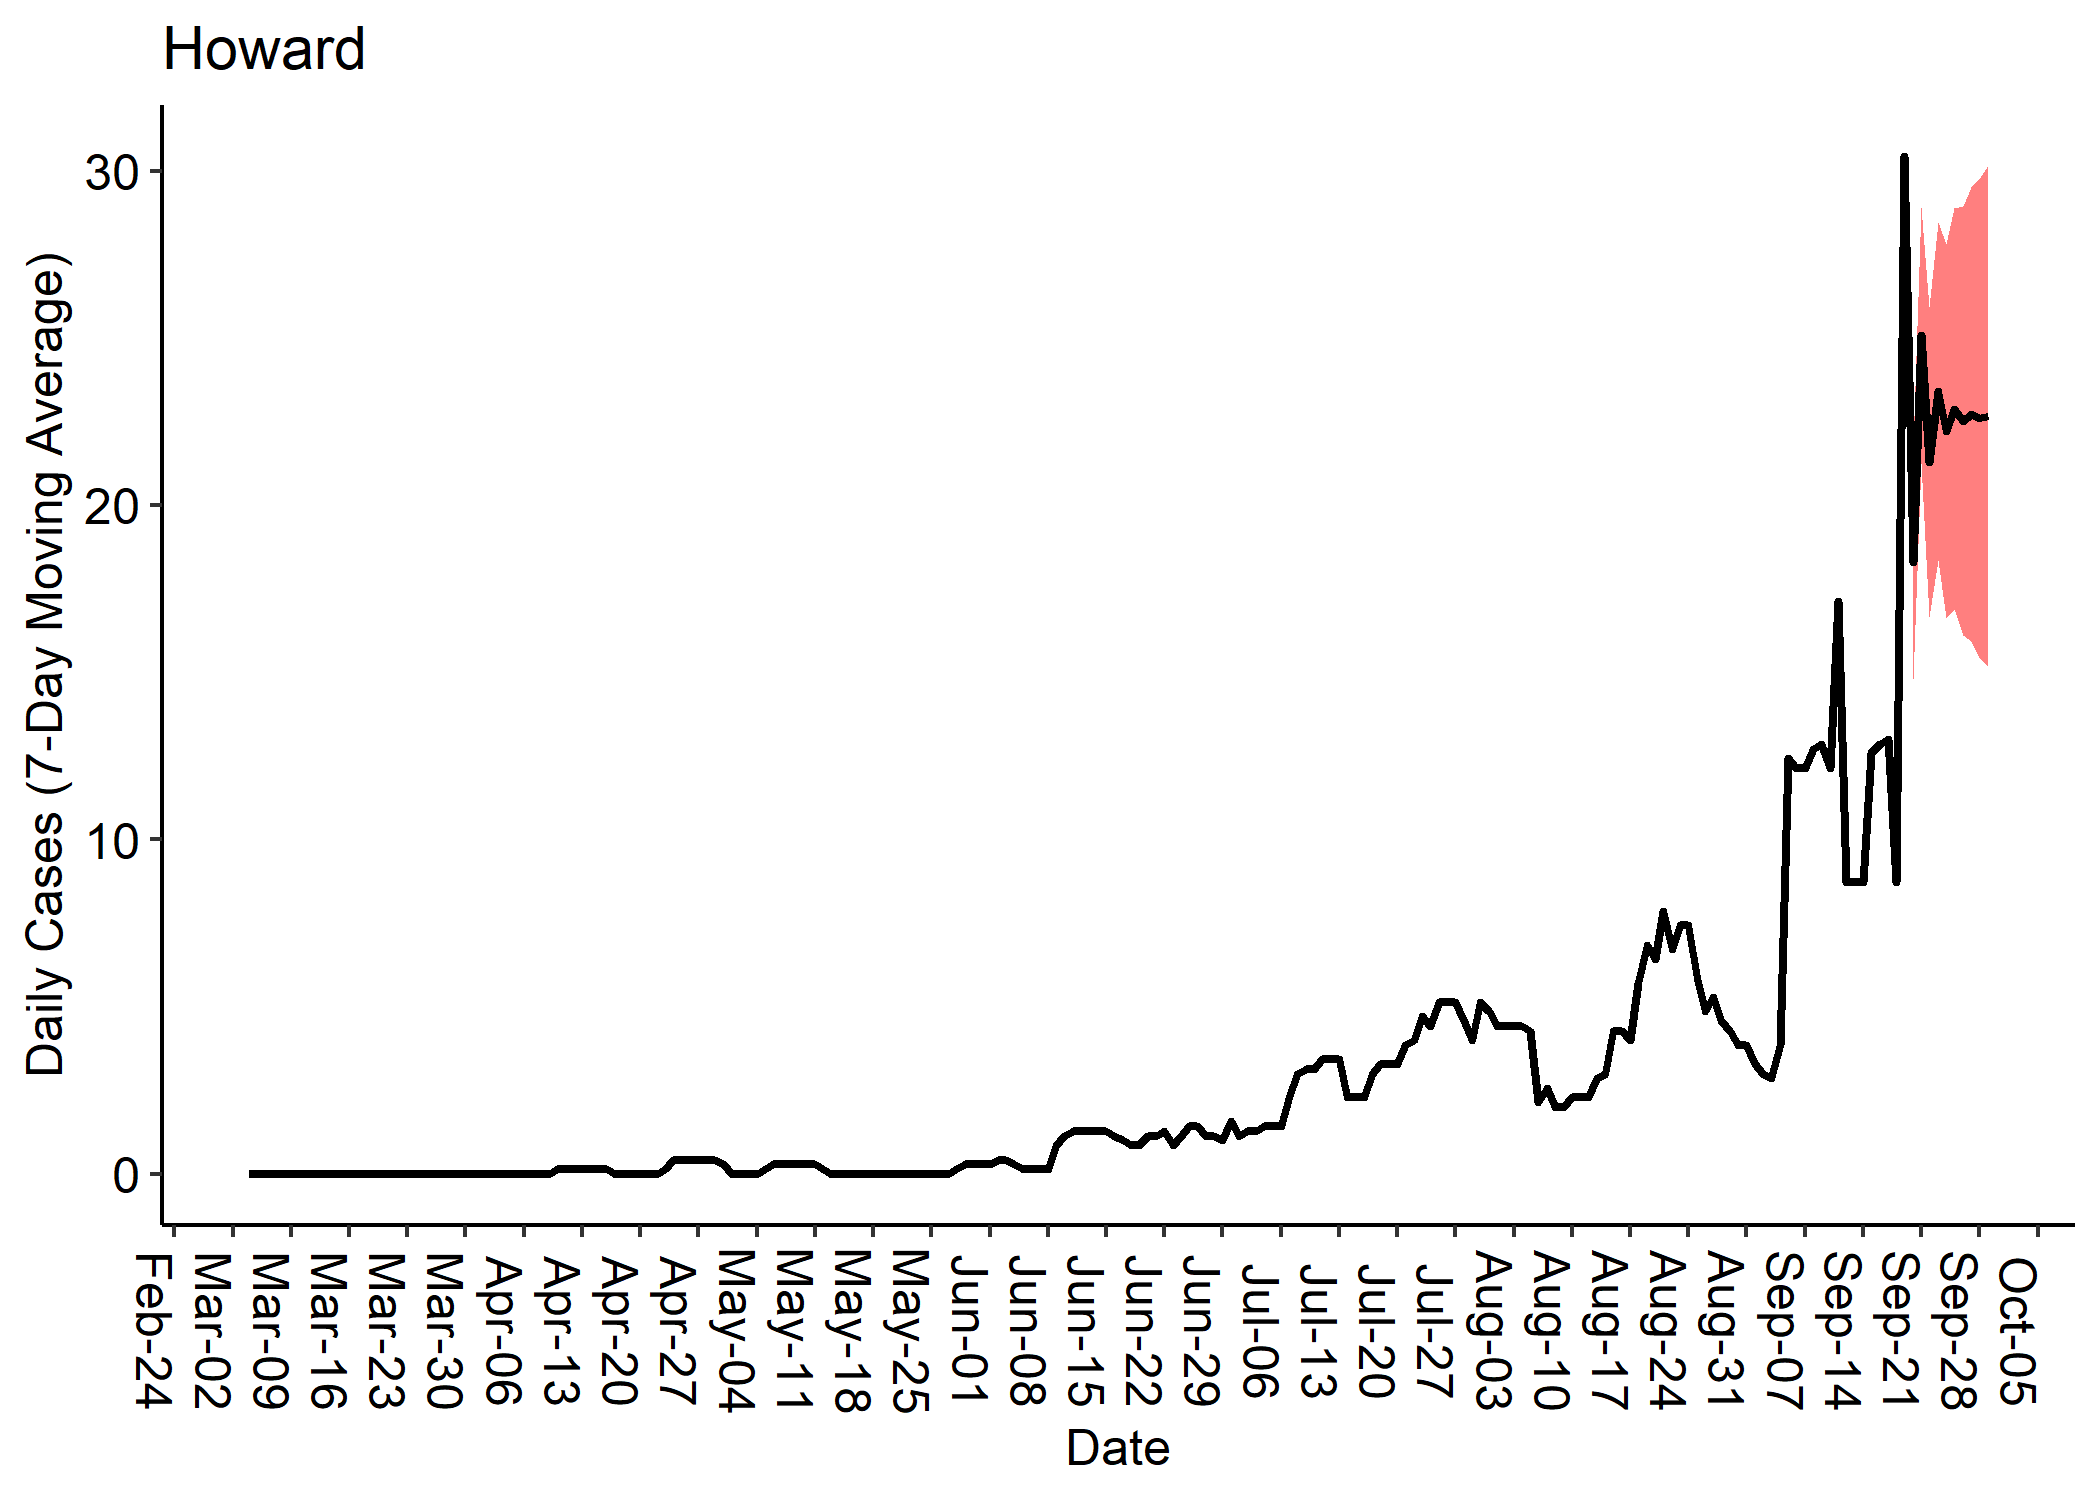 Howard
Daily Cases (7-Day Moving Average)
30
20
10
0
Feb-24
Mar-02
Mar-09
Mar-16
Mar-23
Mar-30
Apr-06
Apr-13
Apr-20
Apr-27
May-04
May-11
May-18
May-25
Jun-01
Jun-08
Jun-15
Jun-22
Jun-29
Jul-06
Jul-13
Jul-20
Jul-27
Aug-03
Aug-10
Aug-17
Aug-24
Aug-31
Sep-07
Sep-14
Sep-21
Sep-28
Oct-05
Date